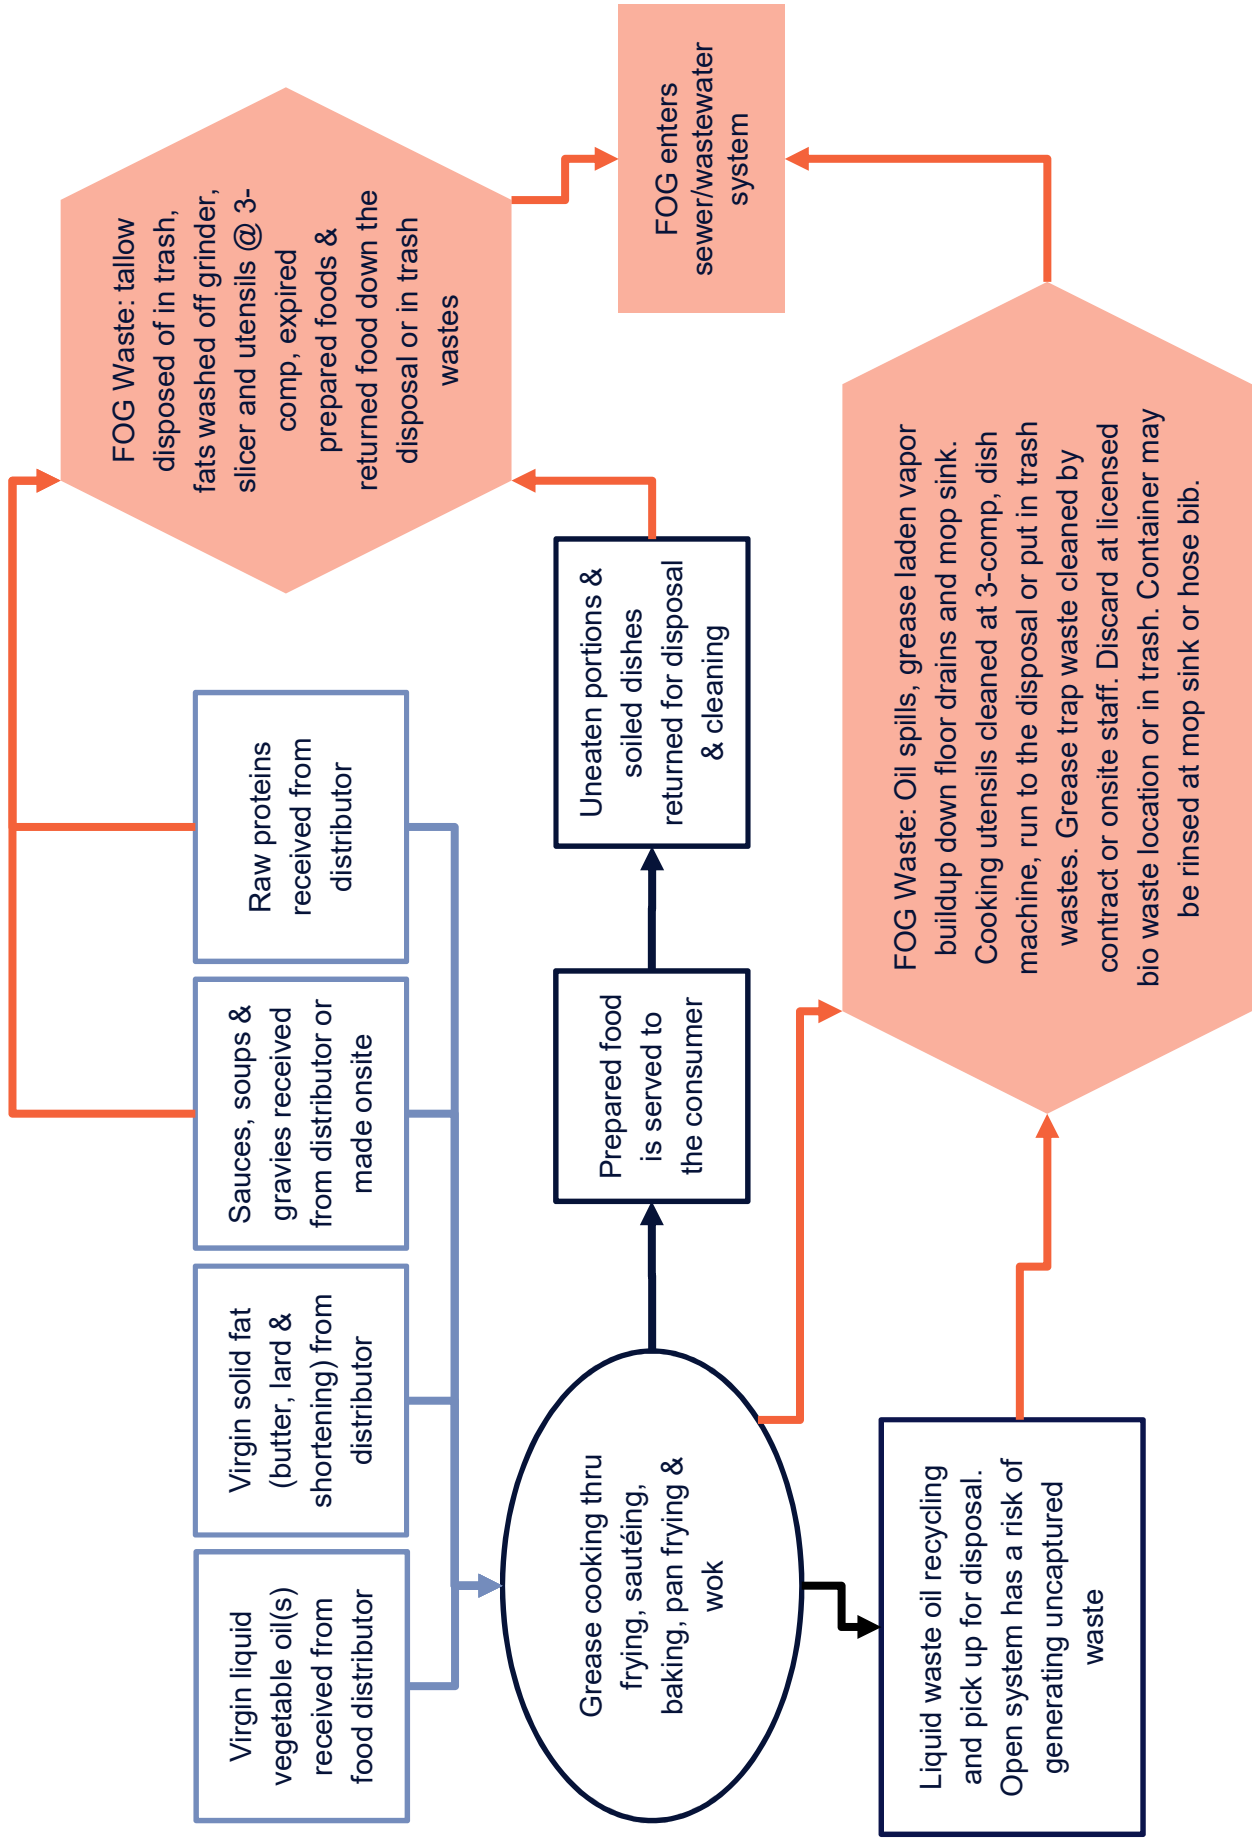 Virgin liquid
vegetable oil(s)
received from
food distributor
Virgin solid fat
(butter, lard &
shortening) from
distributor
Sauces, soups &
gravies received
from distributor or
made onsite
Raw proteins
received from
distributor
FOG Waste: tallow
disposed of in trash,
fats washed off grinder,
slicer and utensils @ 3-
comp, expired
prepared foods &
returned food down the
disposal or in trash
wastes
Grease cooking thru
frying, sautéing,
baking, pan frying &
wok
Prepared food
is served to
the consumer
Uneaten portions &
soiled dishes
returned for disposal
& cleaning
FOG enters
sewer/wastewater
system
Liquid waste oil recycling
and pick up for disposal.
Open system has a risk of
generating uncaptured
waste
FOG Waste: Oil spills, grease laden vapor
buildup down floor drains and mop sink.
Cooking utensils cleaned at 3-comp, dish
machine, run to the disposal or put in trash
wastes. Grease trap waste cleaned by
contract or onsite staff. Discard at licensed
bio waste location or in trash. Container may
be rinsed at mop sink or hose bib.